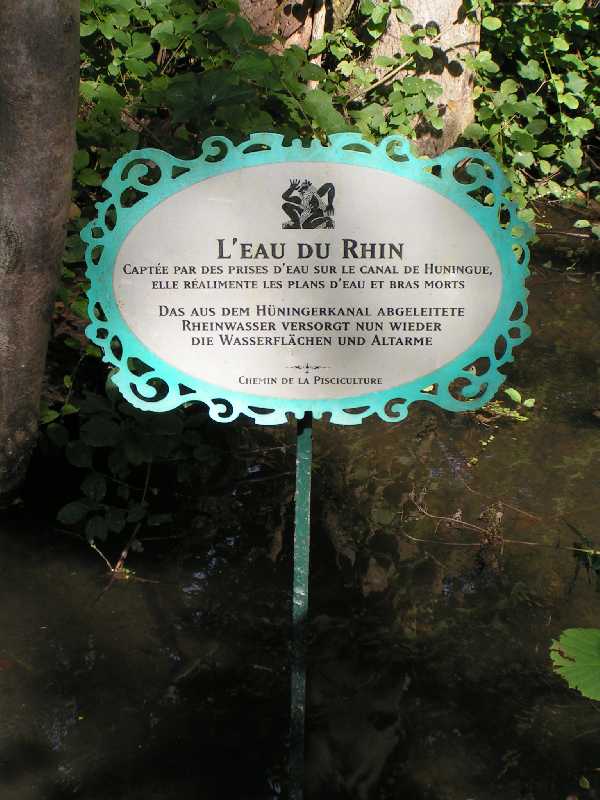 L'EAU DU RHIN
CAPTÉE PAR DES PRISES D'EAU SUR LE CANAL DE HUNINGUE,
ELLE RÉALIMENTE LES PLANS D'EAU ET BRAS MORTS
DAS AUS DEM HÜNINGERKANAL ABGELEITETE
RHEINWASSER VERSORGT NUN WIEDER
DIE WASSERFLÄCHEN UND ALTARME
CHEMIN DE LA PISCICULTURE